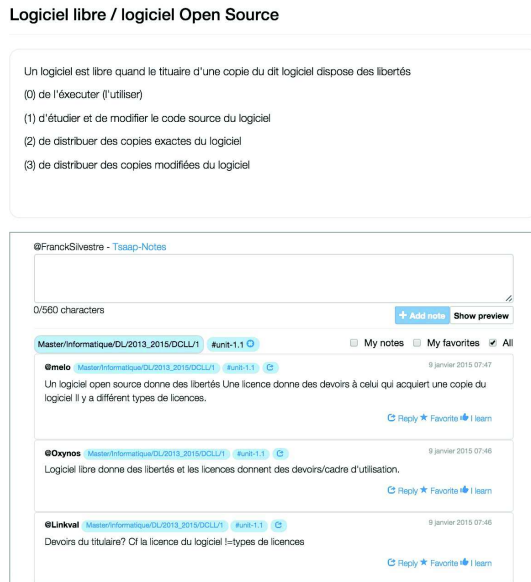 Logiciel libre / logiciel Open Source
Un logiciel est libre quand le tituaire d'une copie du dit logiciel dispose des libertés
(0) de l'éxecuter (l'utiliser)
(1) d'étudier et de modifier le code source du logiciel
(2) de distribuer des copies exactes du logiciel
(3) de distribuer des copies modifiées du logiciel
@FranckSilvestre - Tsaap-Notes
0/560 characters
+ Add note Show preview
Master/Informatique/DL/2013_2015/DCLL/1 #unit-1.1 My notes My favorites All
@melo Master/Informatique/DL/2013_2015/DCLL/1 #unit-1.1 9 janvier 2015 07:47
Un logiciel open source donne des libertés Une licence donne des devoirs à celui qui acquiert une copie du
logiciel Il y a différent types de licences.
Reply Favorite I learn
@Oxynos Master/Informatique/DL/2013_2015/DCLL/1 #unit-1.1 9 janvier 2015 07:46
Logiciel libre donne des libertés et les licences donnent des devoirs/cadre d'utilisation.
Reply Favorite I learn
@Linkval Master/Informatique/DL/2013_2015/DCLL/1 #unit-1.1 9 janvier 2015 07:46
Devoirs du titulaire? Cf la licence du logiciel !=types de licences
Reply Favorite I learn